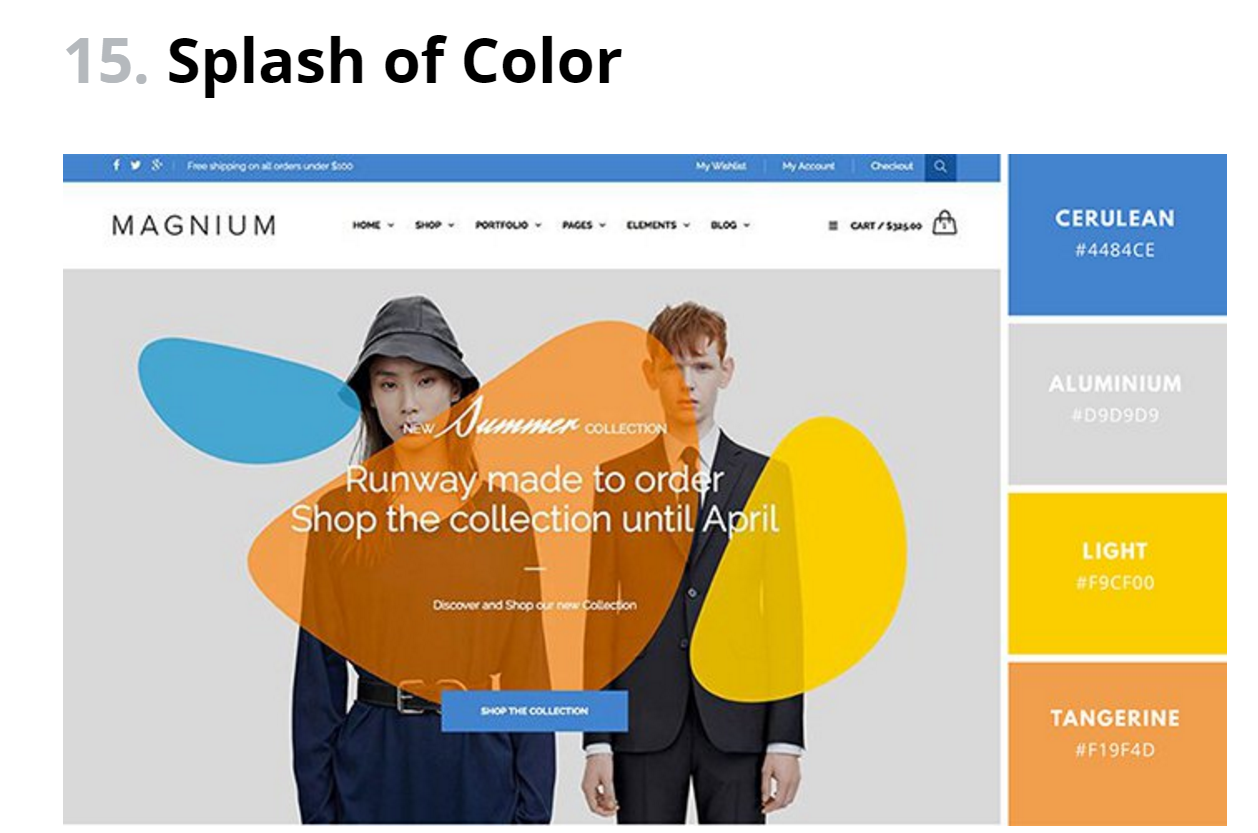 15. Splash of Color
Free shipping on all orders under $100
My Wishlist
My Account
Checkout
MAGNIUM
HOME
SHOP
PORTFOLIO
PAGES
ELEMENTS
BLOG
CART / $325.00
1
NEW Summer COLLECTION
Runway made to order
Shop the collection until April
Discover and Shop our new Collection
SHOP THE COLLECTION
CERULEAN
#4484CE
ALUMINIUM
#D9D9D9
LIGHT
#F9CF00
TANGERINE
#F19F4D